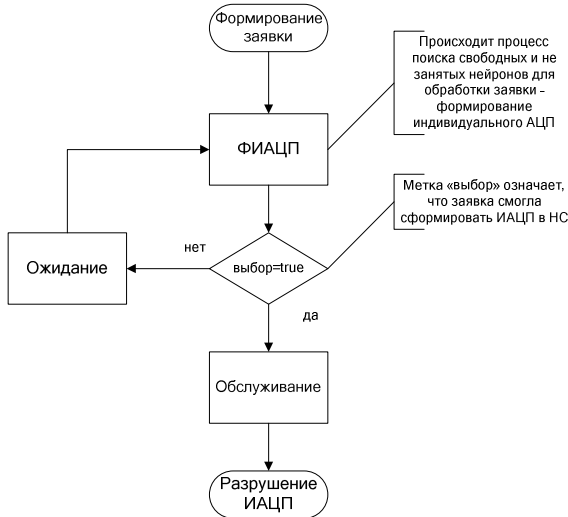 Формирование
заявки
Происходит процесс
поиска свободных и не
занятых нейронов для
обработки заявки –
формирование
индивидуального АЦП
ФИАЦП
Метка «выбор» означает,
что заявка смогла
сформировать ИАЦП в НС
нет
Ожидание
выбор=true
да
Обслуживание
Разрушение
ИАЦП